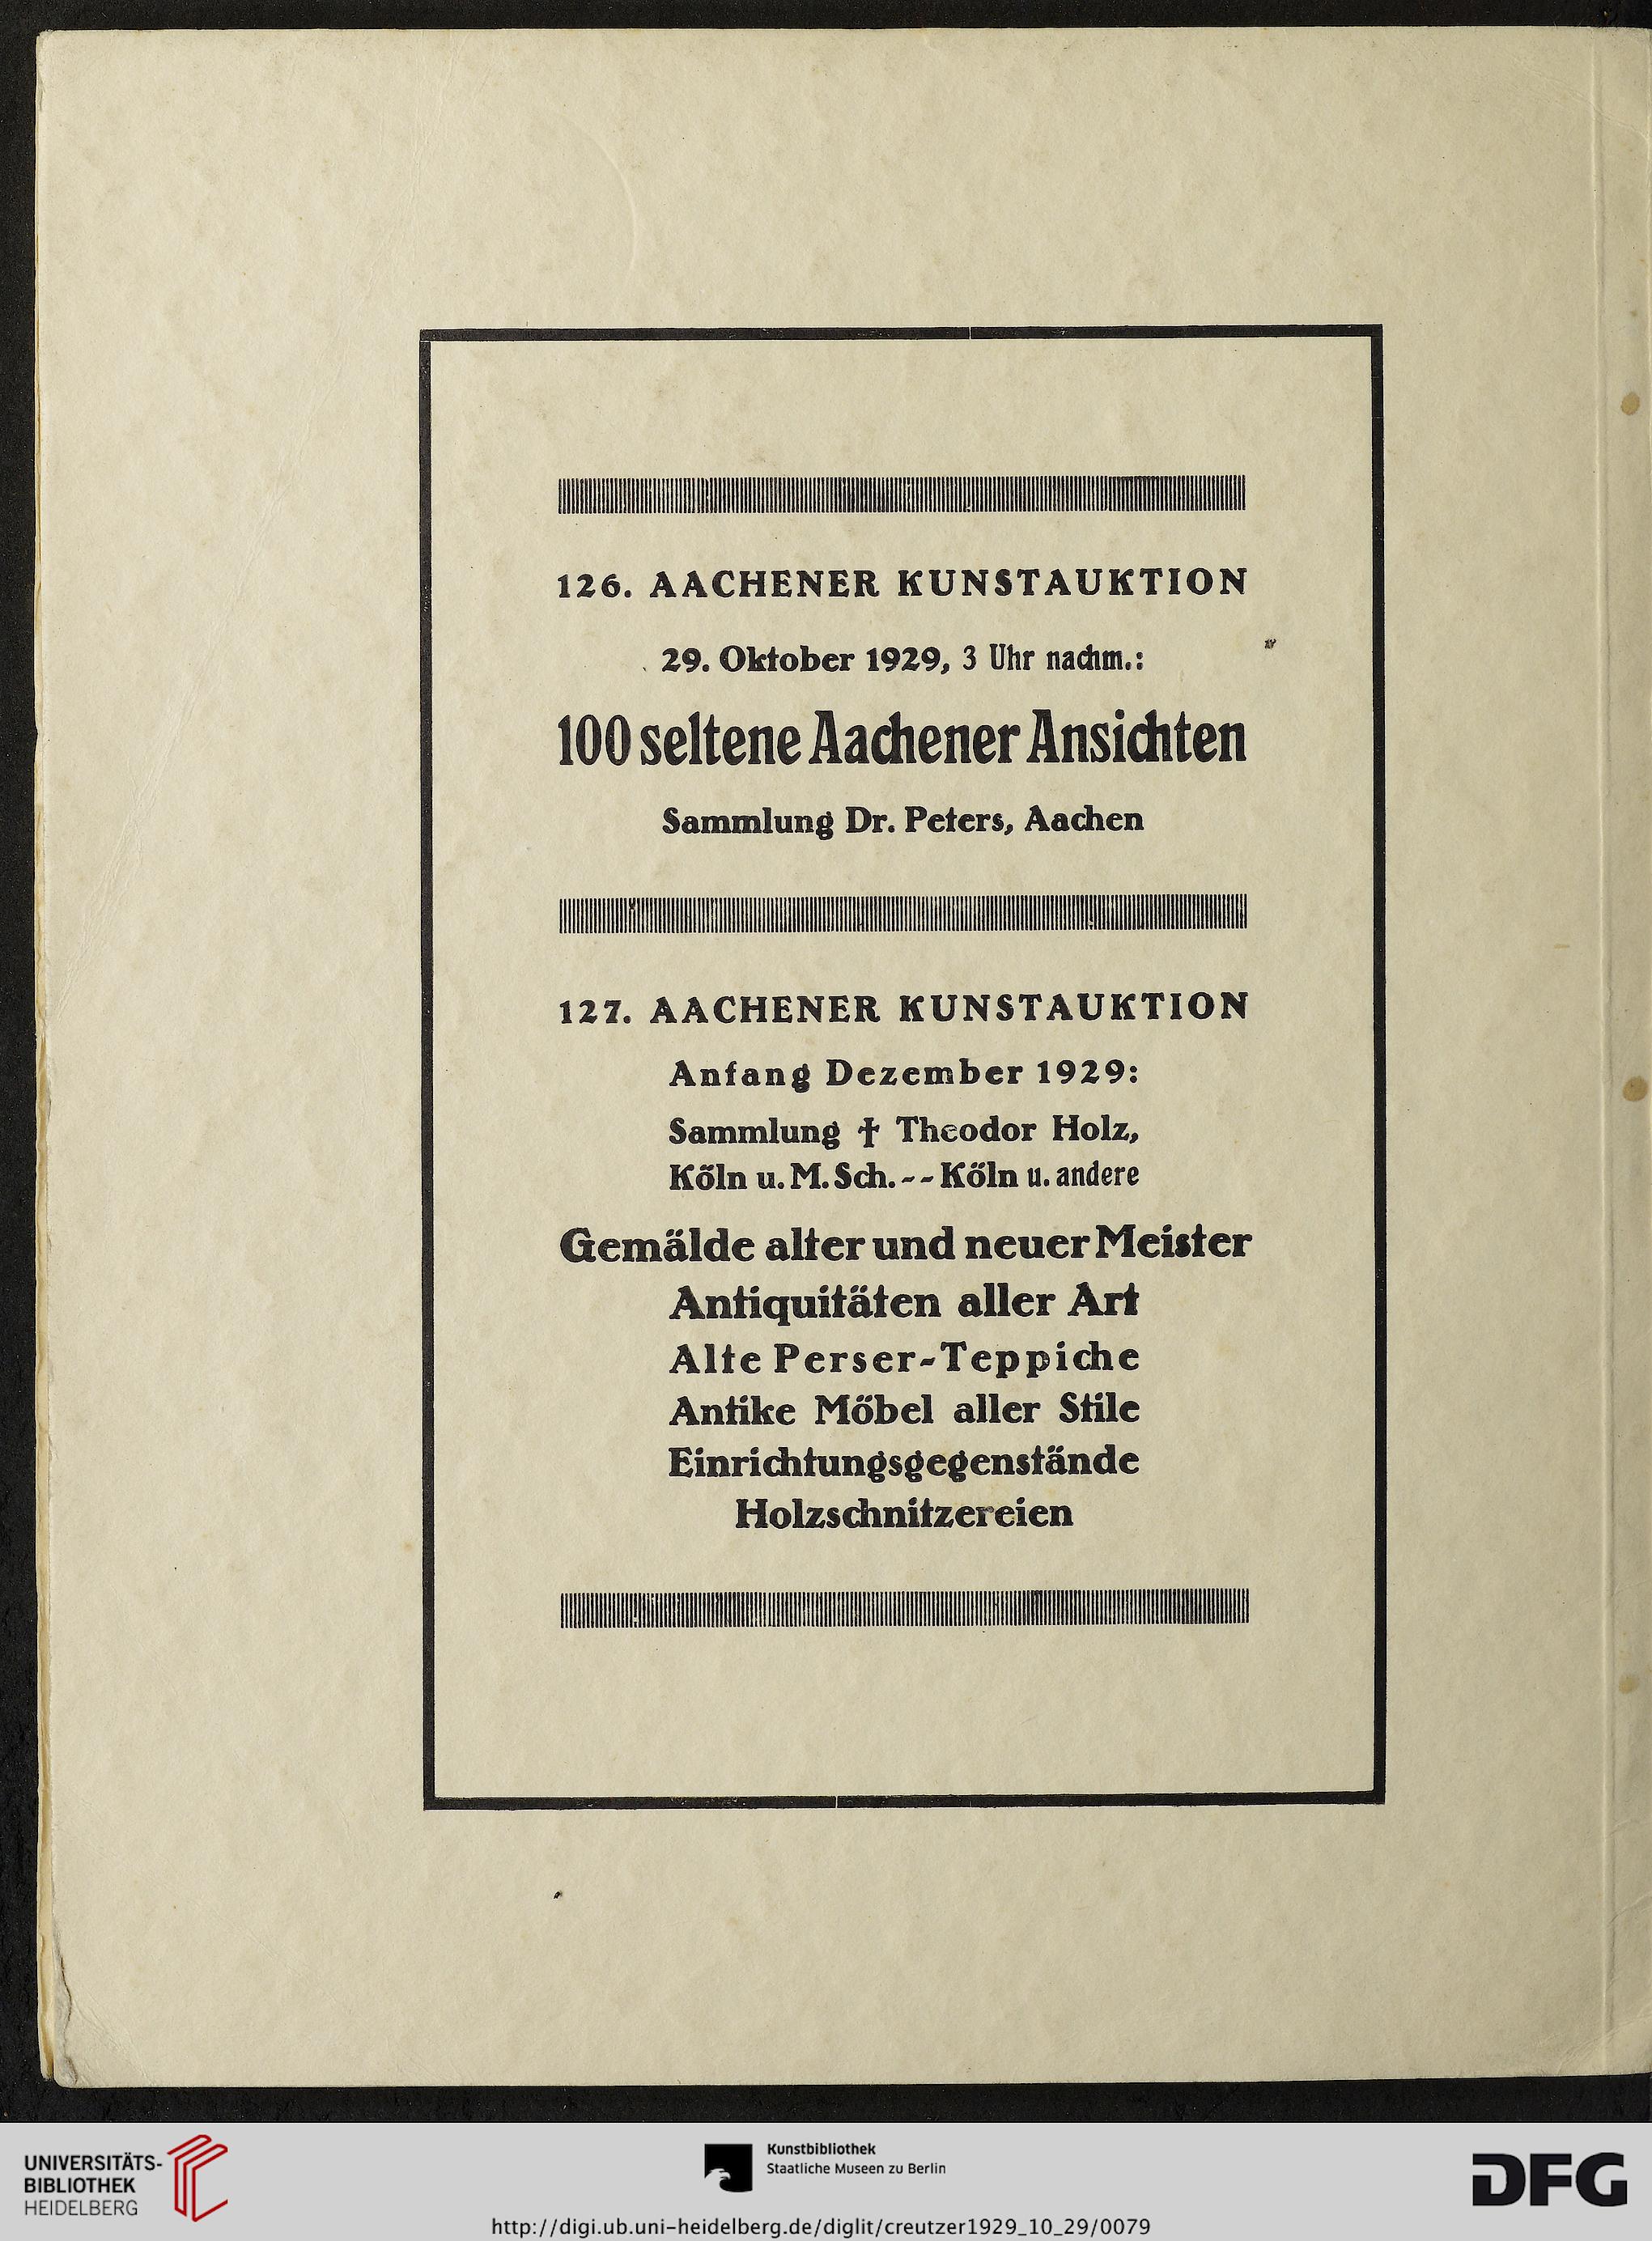 126. AACHENER KUNSTAUKTION
29. Oktober 1929, 3 Uhr nachm.:
100 seltene Aachener Ansichten
Sammlung Dr. Peters, Aachen
127. AACHENER KUNSTAUKTION
Anfang Dezember 1929:
Sammlung † Theodor Holz,
Köln u. M. Sch. -- Köln u. andere
Gemälde alter und neuer Meister
Antiquitäten aller Art
Alte Perser-Teppiche
Antike Möbel aller Stile
Einrichtungsgegenstände
Holzschnitzereien
UNIVERSITÄTS-
BIBLIOTHEK
HEIDELBERG
Kunstbibliothek
Staatliche Museen zu Berlin
DFG
http://digi.ub.uni-heidelberg.de/diglit/creutzer1929_10_29/0079